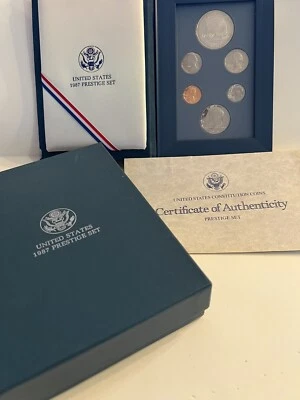 UNITED STATES
1987 PRESTIGE SET
UNITED STATES CONSTITUTION COINS
Certificate of Authenticity
PRESTIGE SET
UNITED STATES
1987 PRESTIGE SET